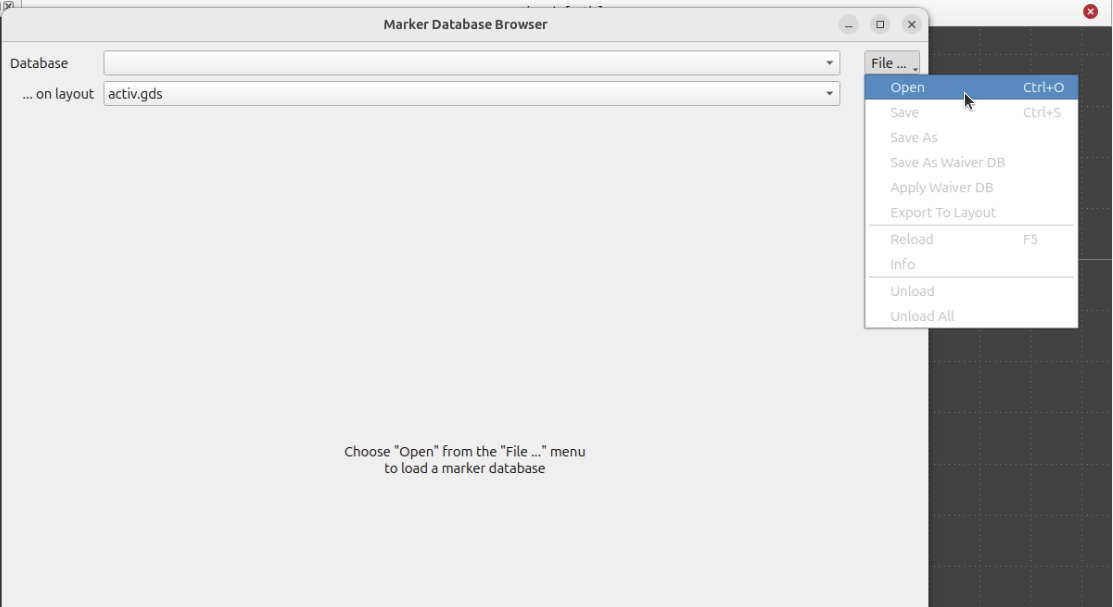 Marker Database Browser
Database
File ...
... on layout
activ.gds
Open Ctrl+O
Save Ctrl+S
Save As
Save As Waiver DB
Apply Waiver DB
Export To Layout
Reload F5
Info
Unload
Unload All
Choose "Open" from the "File ..." menu
to load a marker database